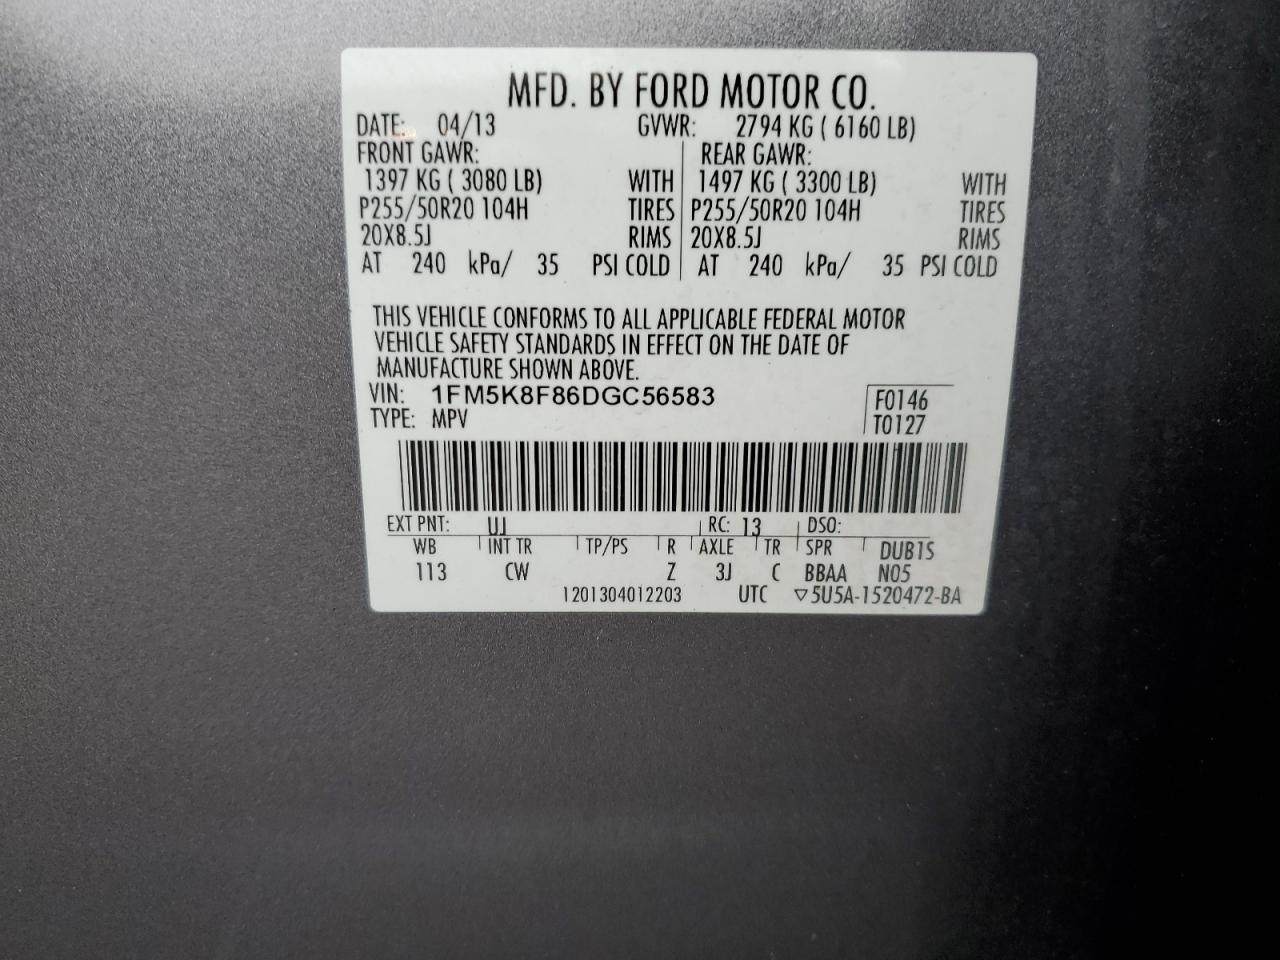 MFD. BY FORD MOTOR CO.
DATE: 04/13 GVWR: 2794 KG ( 6160 LB)
FRONT GAWR: REAR GAWR:
1397 KG ( 3080 LB) WITH 1497 KG ( 3300 LB) WITH
P255/50R20 104H TIRES P255/50R20 104H TIRES
20X8.5J RIMS 20X8.5J RIMS
AT 240 kPa/ 35 PSI COLD AT 240 kPa/ 35 PSI COLD
THIS VEHICLE CONFORMS TO ALL APPLICABLE FEDERAL MOTOR
VEHICLE SAFETY STANDARDS IN EFFECT ON THE DATE OF
MANUFACTURE SHOWN ABOVE.
VIN: 1FM5K8F86DGC56583 F0146
TYPE: MPV T0127
EXT PNT: UJ RC: 13 DSO:
WB INT TR TP/PS R AXLE TR SPR DUB1S
113 CW Z 3J C BBAA N05
1201304012203 UTC ▽5U5A-1520472-BA